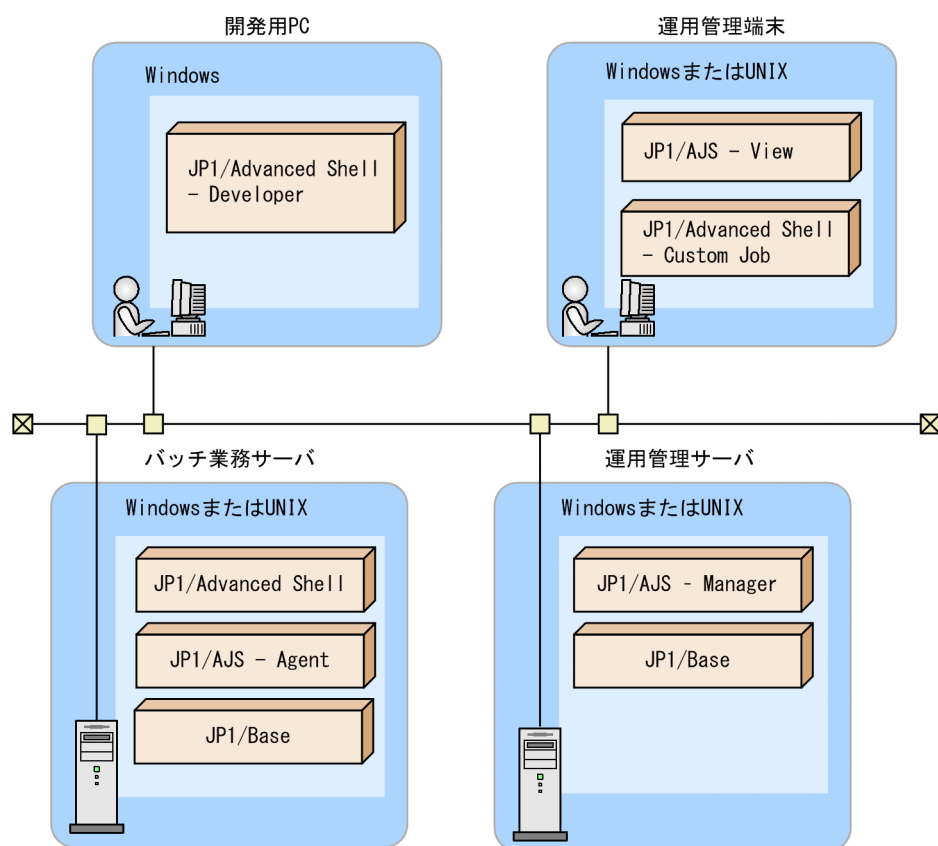 開発用PC
Windows
JP1/Advanced Shell
- Developer
運用管理端末
WindowsまたはUNIX
JP1/AJS - View
JP1/Advanced Shell
- Custom Job
バッチ業務サーバ
WindowsまたはUNIX
JP1/Advanced Shell
JP1/AJS - Agent
JP1/Base
運用管理サーバ
WindowsまたはUNIX
JP1/AJS - Manager
JP1/Base